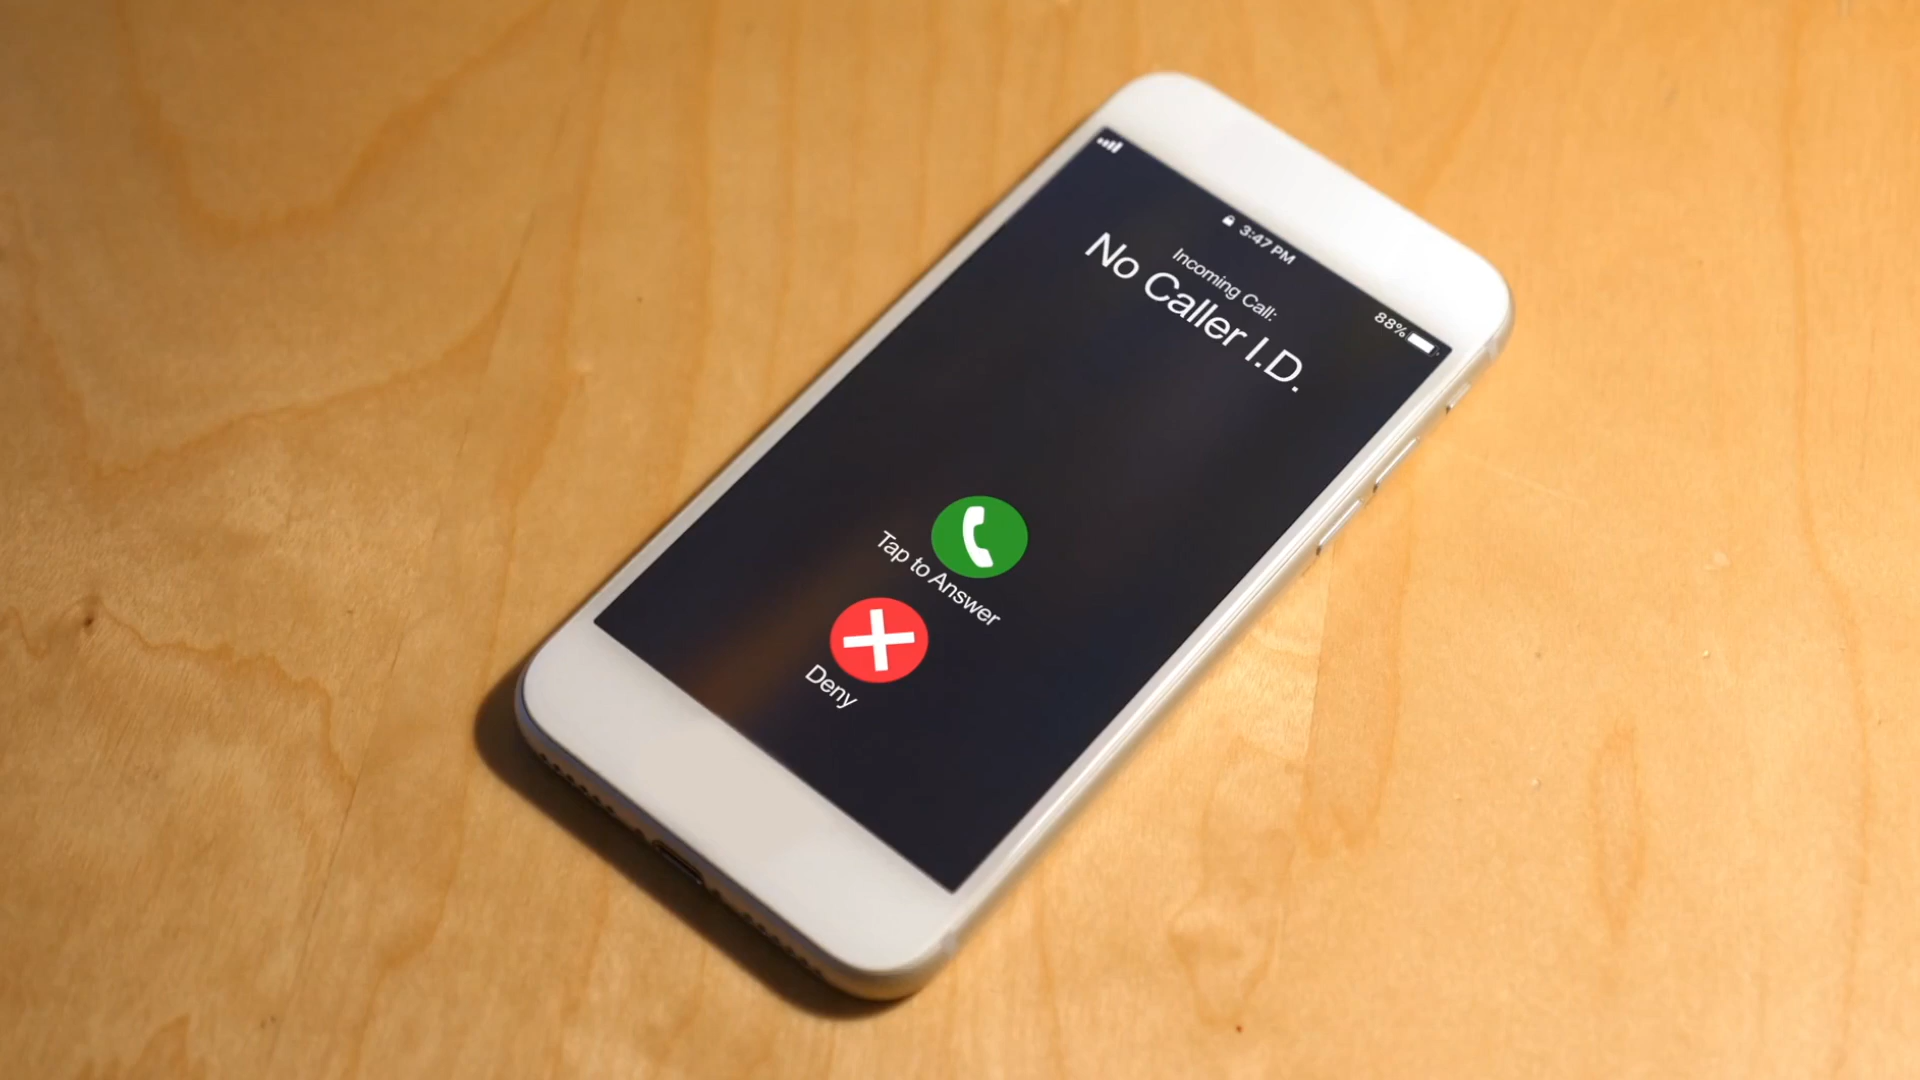 3:47 PM
88%
Incoming Call:
No Caller I.D.
Tap to Answer
Deny